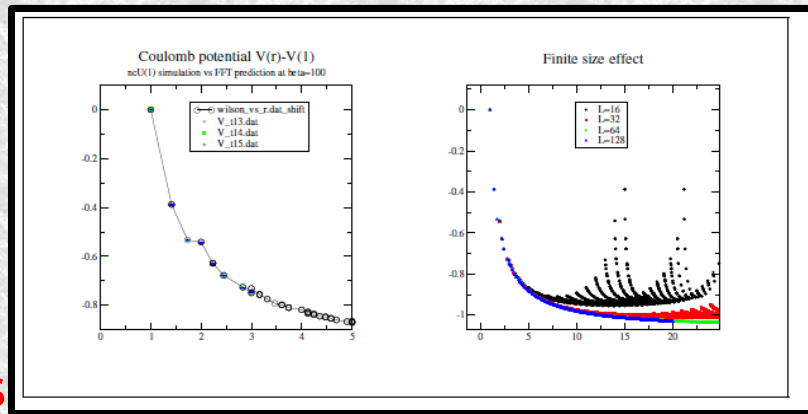 Coulomb potential V(r)-V(1)
ncU(1) simulation vs FFT prediction at beta=100
wilson_vs_r.dat_shift
V_t13.dat
V_t14.dat
V_t15.dat
0
-0.2
-0.4
-0.6
-0.8
0 1 2 3 4 5
Finite size effect
L=16
L=32
L=64
L=128
0
-0.2
-0.4
-0.6
-0.8
-1
0 5 10 15 20
s